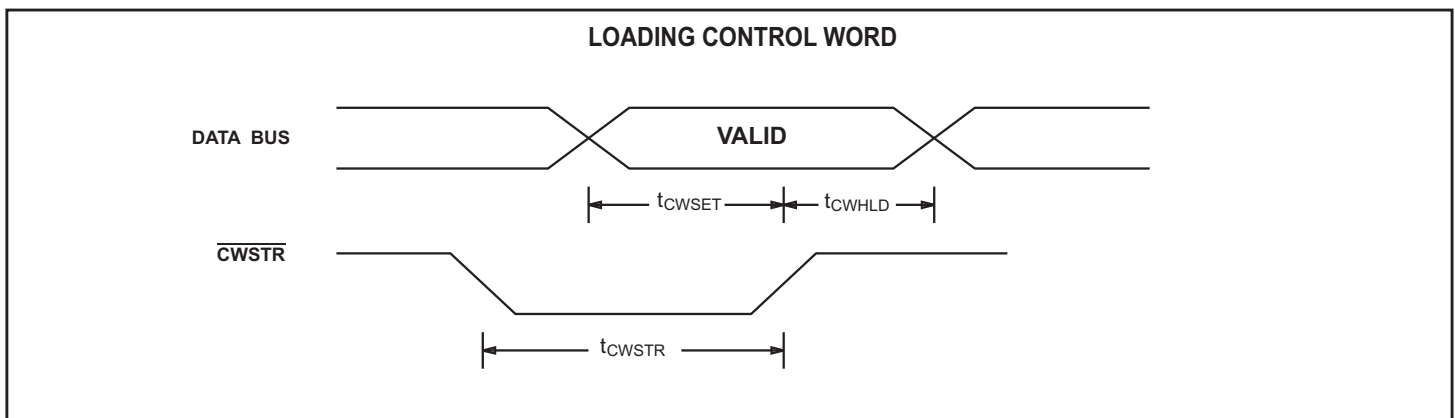 LOADING CONTROL WORD
DATA BUS
VALID
tCWSET
tCWHLD
CWSTR
tCWSTR